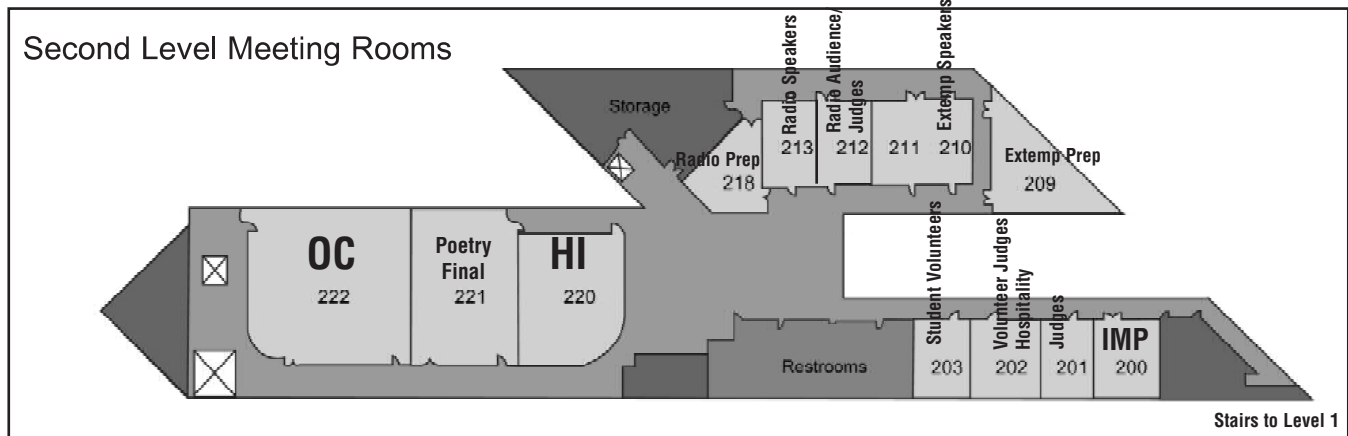 Second Level Meeting Rooms
Storage
Radio Prep
218
Radio Speakers
213
Radio Audience/
Judges
212
211
Extemp Speakers
210
Extemp Prep
209
OC
222
Poetry
Final
221
HI
220
Restrooms
Student Volunteers
203
Volunteer Judges
Hospitality
202
Judges
201
IMP
200
Stairs to Level 1